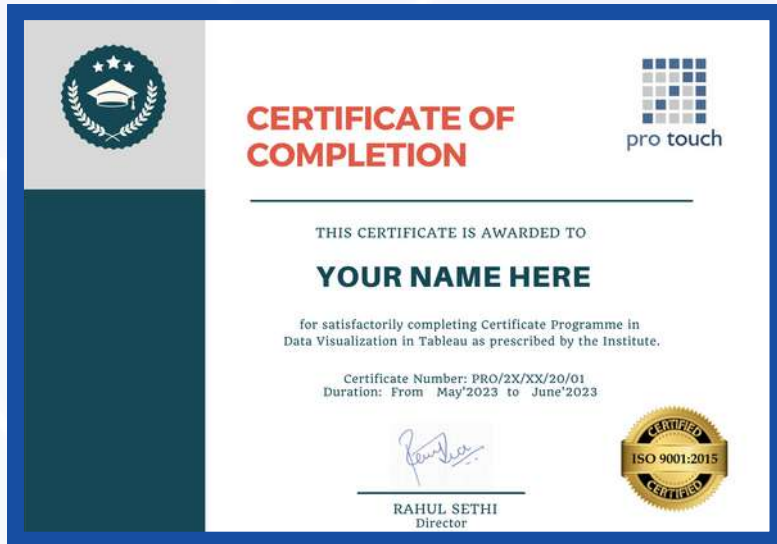 CERTIFICATE OF
COMPLETION
pro touch
THIS CERTIFICATE IS AWARDED TO
YOUR NAME HERE
for satisfactorily completing Certificate Programme in
Data Visualization in Tableau as prescribed by the Institute.
Certificate Number: PRO/2X/XX/20/01
Duration: From May'2023 to June'2023
RAHUL SETHI
Director
CERTIFIED
ISO 9001:2015
CERTIFIED